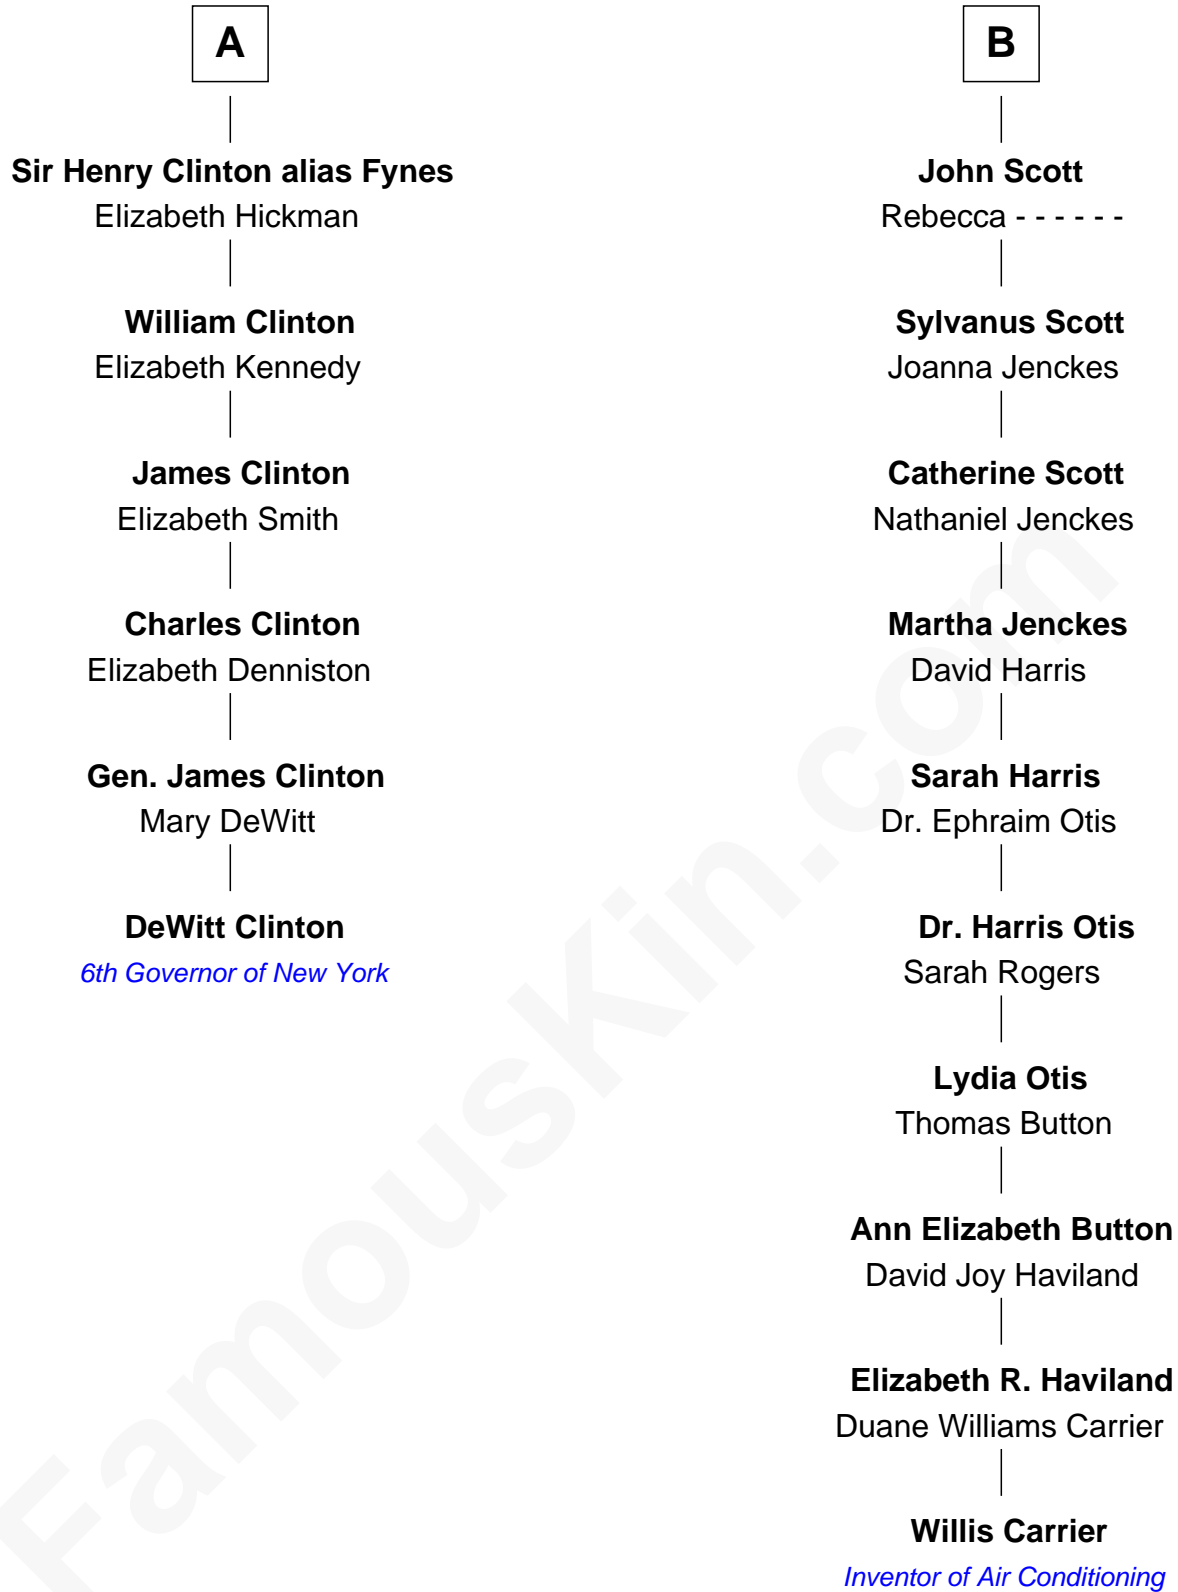 A
Sir Henry Clinton alias Fynes
Elizabeth Hickman
William Clinton
Elizabeth Kennedy
James Clinton
Elizabeth Smith
Charles Clinton
Elizabeth Denniston
Gen. James Clinton
Mary DeWitt
DeWitt Clinton
6th Governor of New York
B
John Scott
Rebecca - - - - - -
Sylvanus Scott
Joanna Jenckes
Catherine Scott
Nathaniel Jenckes
Martha Jenckes
David Harris
Sarah Harris
Dr. Ephraim Otis
Dr. Harris Otis
Sarah Rogers
Lydia Otis
Thomas Button
Ann Elizabeth Button
David Joy Haviland
Elizabeth R. Haviland
Duane Williams Carrier
Willis Carrier
Inventor of Air Conditioning
FamousKin.com